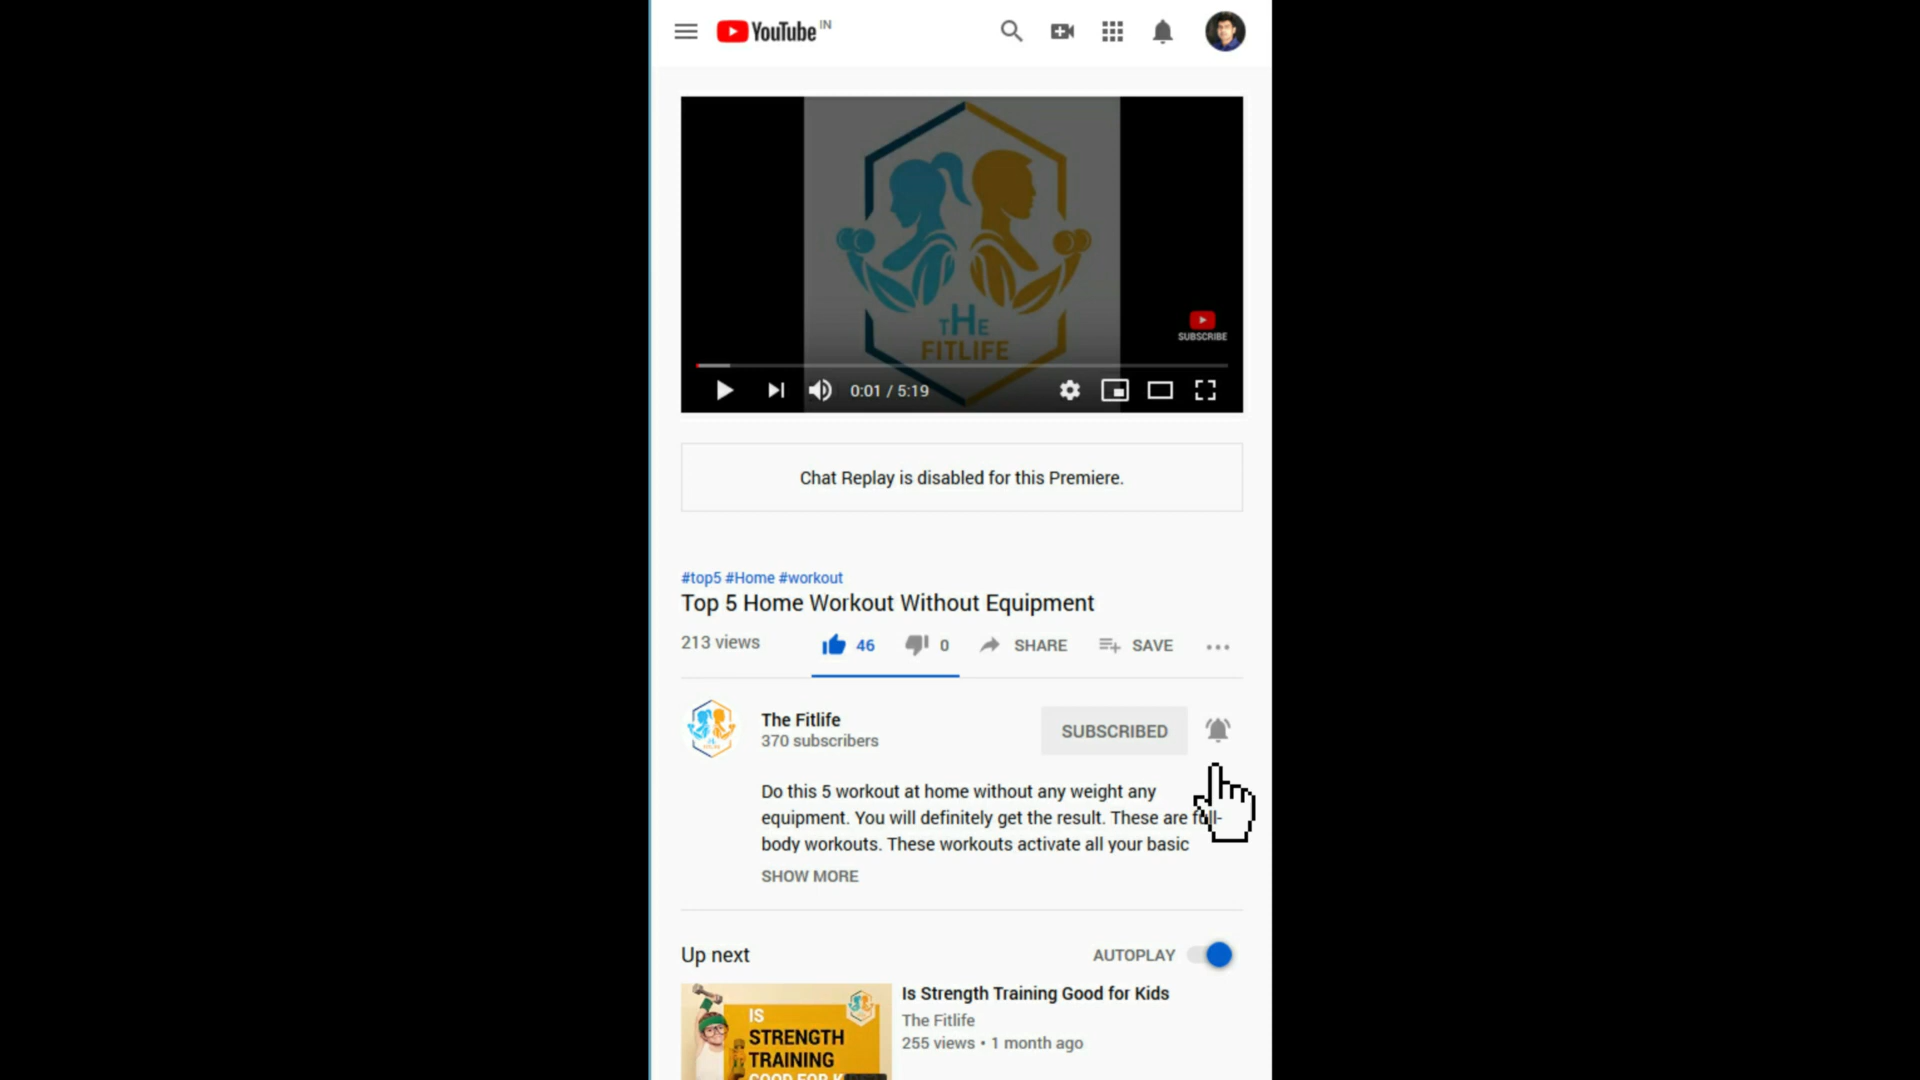 YouTube IN
THE
FITLIFE
SUBSCRIBE
0:01 / 5:19
Chat Replay is disabled for this Premiere.
#top5 #Home #workout
Top 5 Home Workout Without Equipment
213 views
46
0
SHARE
SAVE
The Fitlife
370 subscribers
SUBSCRIBED
Do this 5 workout at home without any weight any
equipment. You will definitely get the result. These are full-
body workouts. These workouts activate all your basic
SHOW MORE
Up next
AUTOPLAY
IS
STRENGTH
TRAINING
GOOD FOR
Is Strength Training Good for Kids
The Fitlife
255 views • 1 month ago